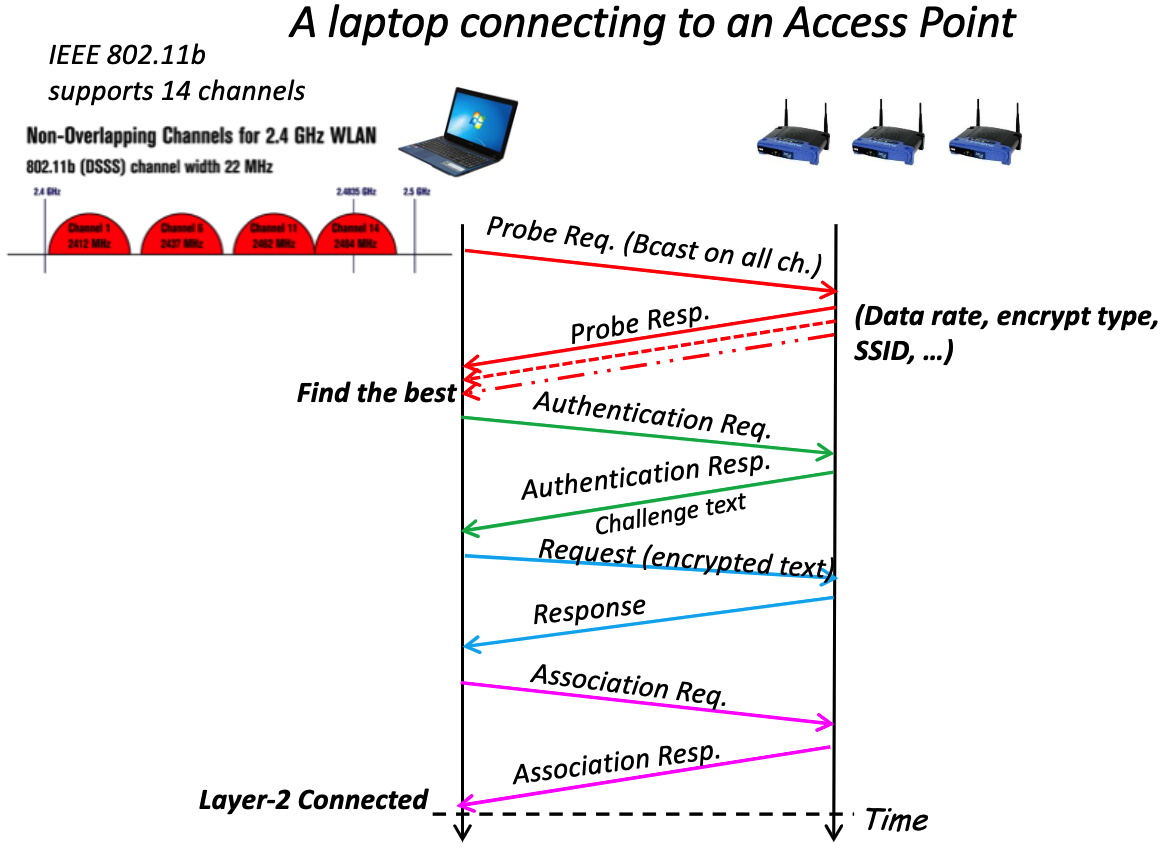 A laptop connecting to an Access Point
IEEE 802.11b
supports 14 channels
Non-Overlapping Channels for 2.4 GHz WLAN
802.11b (DSSS) channel width 22 MHz
2.4 GHz
2.4835 GHz
2.5 GHz
Channel 1
2412 MHz
Channel 6
2437 MHz
Channel 11
2462 MHz
Channel 14
2484 MHz
Probe Req. (Bcast on all ch.)
Probe Resp.
(Data rate, encrypt type,
SSID, …)
Find the best
Authentication Req.
Authentication Resp.
Challenge text
Request (encrypted text)
Response
Association Req.
Association Resp.
Layer-2 Connected
Time